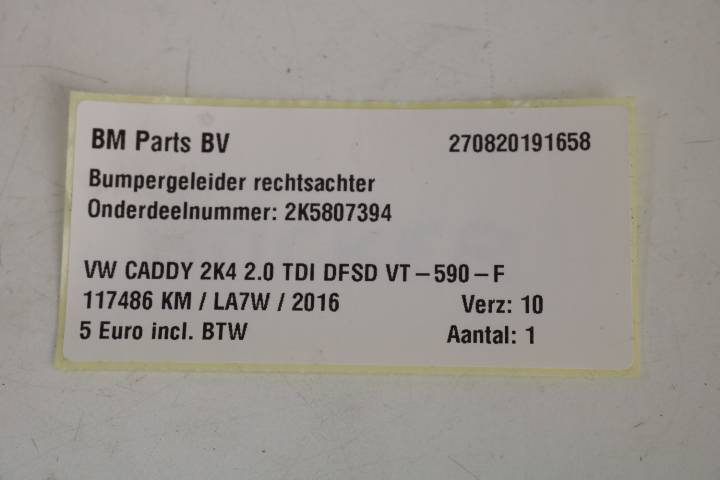 BM Parts BV 270820191658
Bumpergeleider rechtsachter
Onderdeelnummer: 2K5807394
VW CADDY 2K4 2.0 TDI DFSD VT-590-F
117486 KM / LA7W / 2016 Verz: 10
5 Euro incl. BTW Aantal: 1